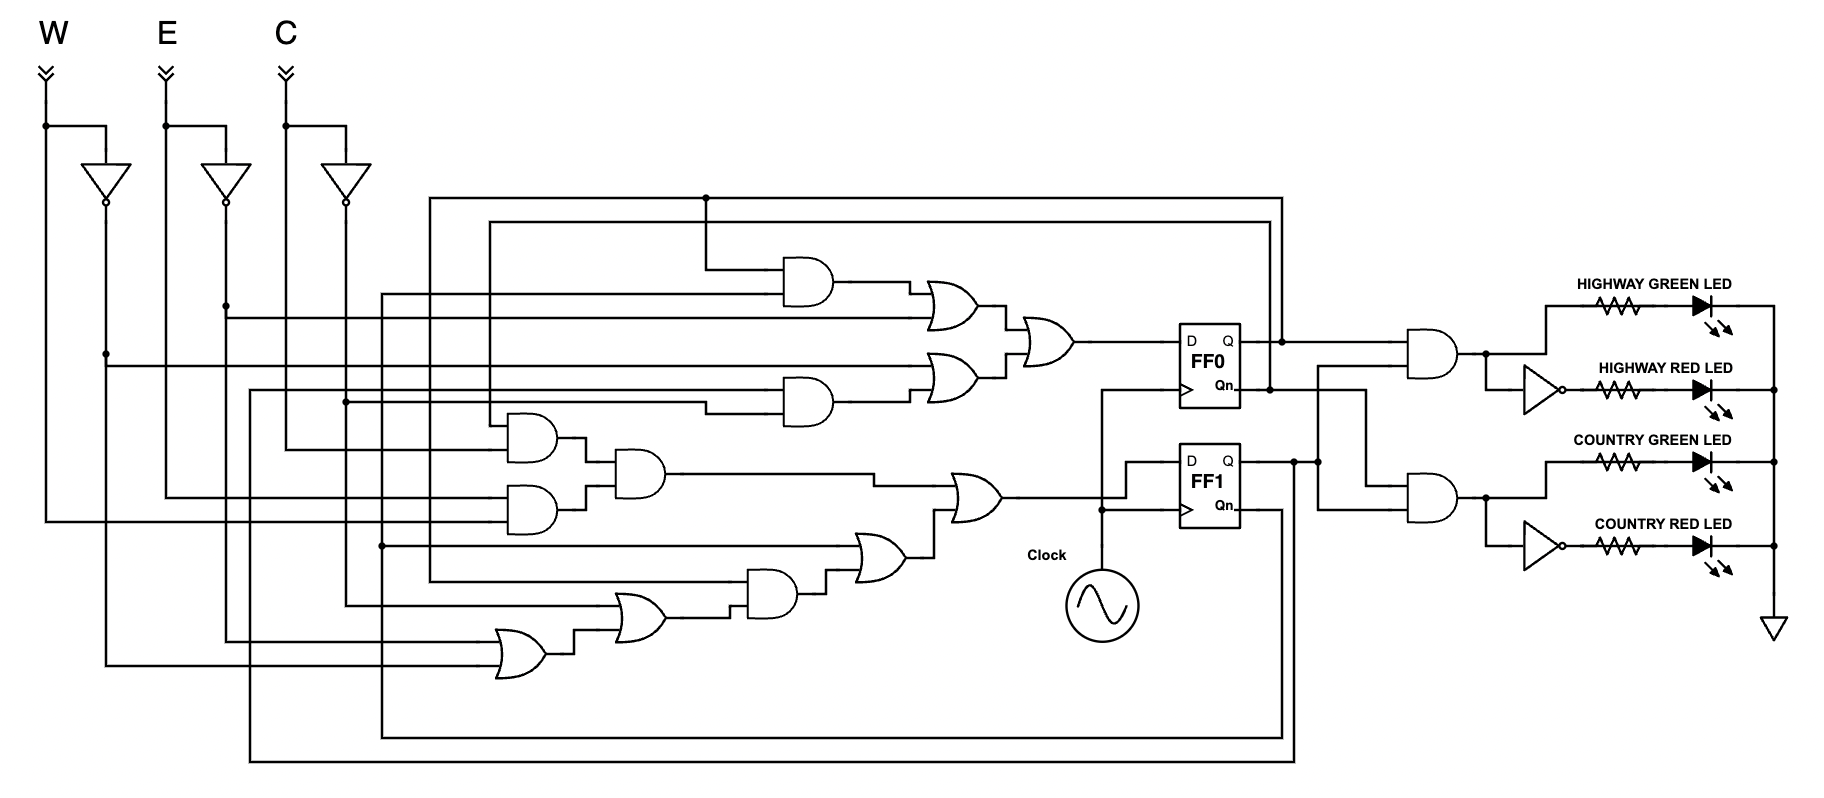 W E C
HIGHWAY GREEN LED
D Q
FF0
HIGHWAY RED LED
Qn
COUNTRY GREEN LED
D Q
FF1
Qn
COUNTRY RED LED
Clock